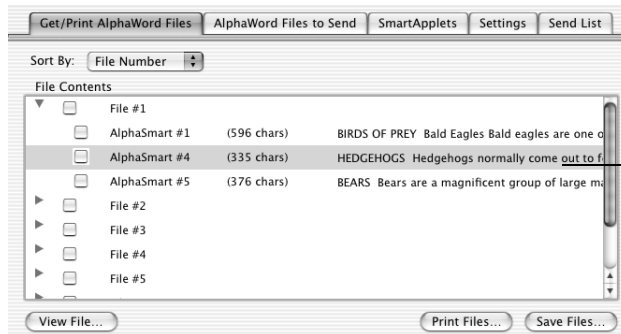 Get/Print AlphaWord Files AlphaWord Files to Send SmartApplets Settings Send List
Sort By: File Number
File Contents
File #1
AlphaSmart #1 (596 chars) BIRDS OF PREY Bald Eagles Bald eagles are one
AlphaSmart #4 (335 chars) HEDGEHOGS Hedgehogs normally come out to
AlphaSmart #5 (376 chars) BEARS Bears are a magnificent group of large
File #2
File #3
File #4
File #5
View File... Print Files... Save Files...